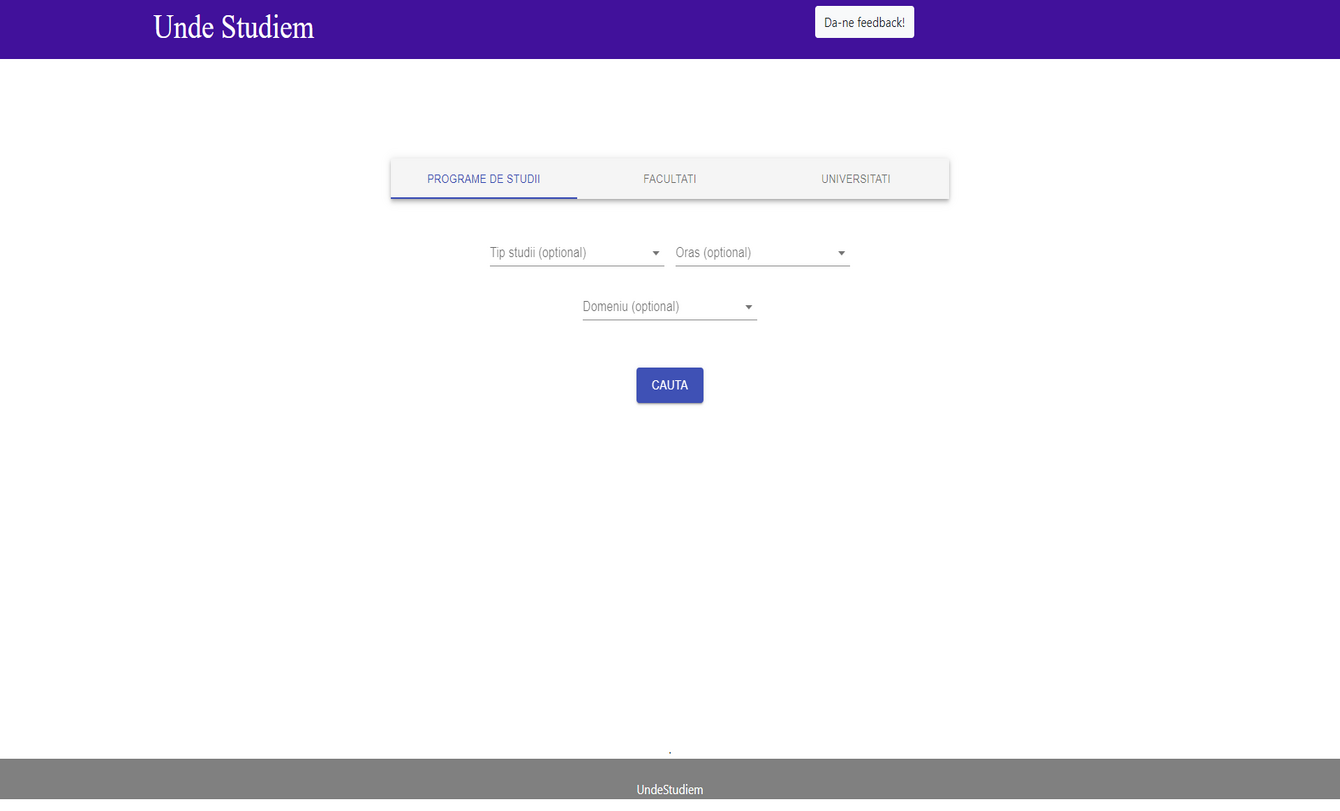 Unde Studiem
Da-ne feedback!
PROGRAME DE STUDII
FACULTATI
UNIVERSITATI
Tip studii (optional)
Oras (optional)
Domeniu (optional)
CAUTA
.
UndeStudiem